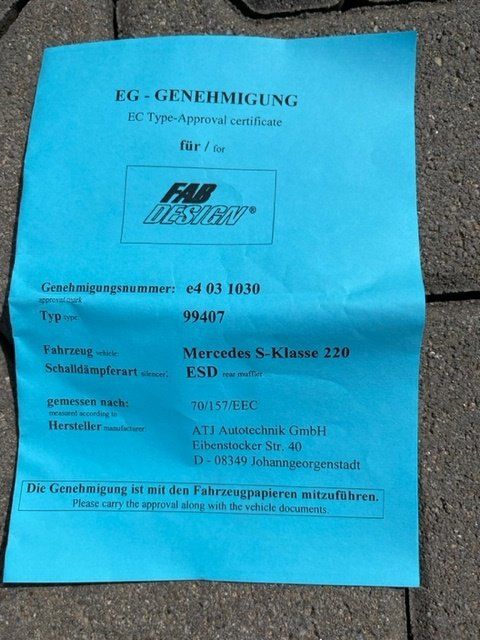 EG - GENEHMIGUNG
EC Type-Approval certificate
für / for
FAB
DESIGN®
Genehmigungsnummer: e4 03 1030
approval mark
Typ type: 99407
Fahrzeug vehicle: Mercedes S-Klasse 220
Schalldämpferart silencer: ESD rear muffler
gemessen nach: 70/157/EEC
measured according to
Hersteller manufacturer ATJ Autotechnik GmbH
Eibenstocker Str. 40
D - 08349 Johanngeorgenstadt
Die Genehmigung ist mit den Fahrzeugpapieren mitzuführen.
Please carry the approval along with the vehicle documents.